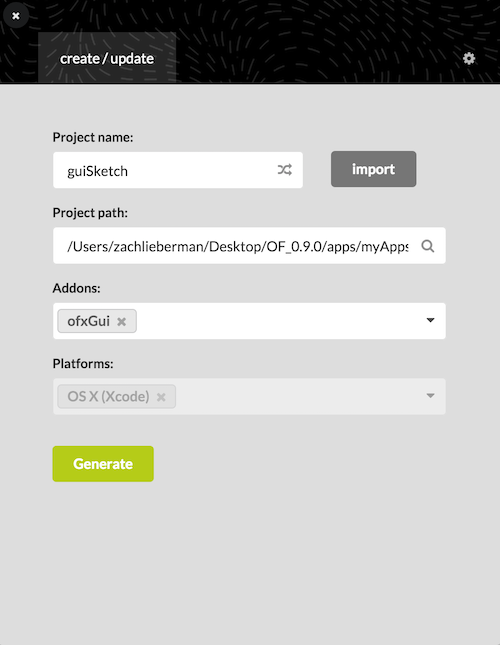 create / update
Project name:
guiSketch
import
Project path:
/Users/zachlieberman/Desktop/OF_0.9.0/apps/myApps
Addons:
ofxGui
Platforms:
OS X (Xcode)
Generate